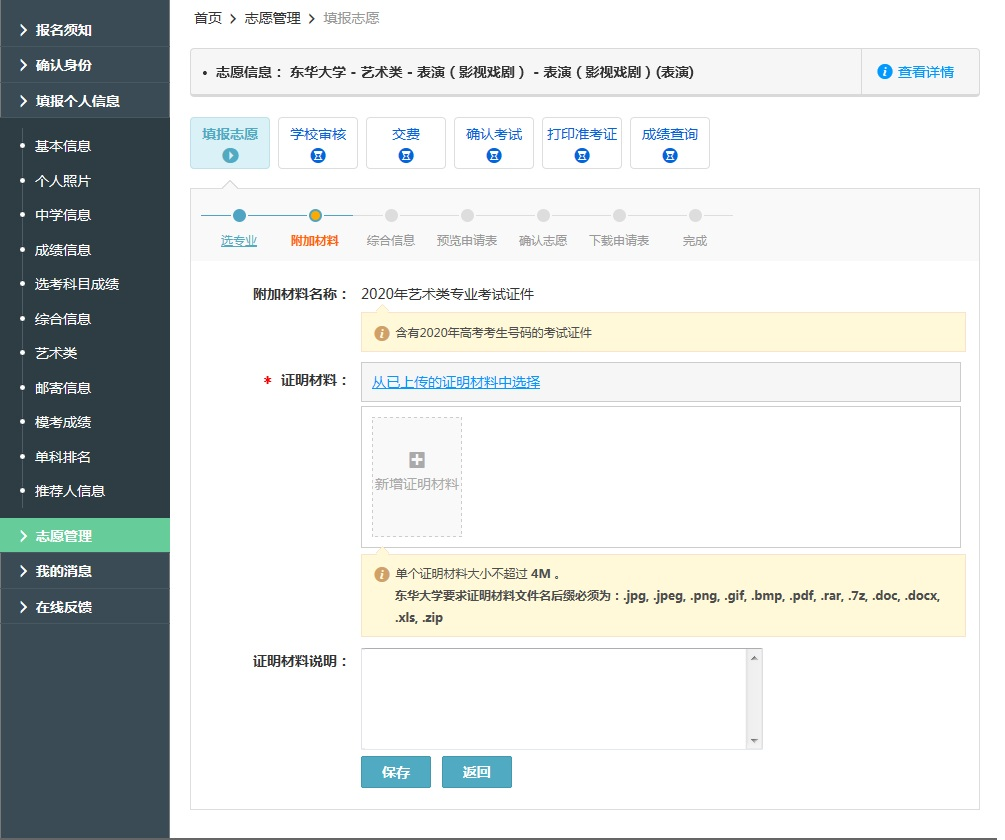 报名须知
确认身份
填报个人信息
基本信息
个人照片
中学信息
成绩信息
选考科目成绩
综合信息
艺术类
邮寄信息
模考成绩
单科排名
推荐人信息
志愿管理
我的消息
在线反馈
首页 > 志愿管理 > 填报志愿
• 志愿信息： 东华大学 - 艺术类 - 表演（影视戏剧） - 表演（影视戏剧）(表演)
查看详情
填报志愿 学校审核 交费 确认考试 打印准考证 成绩查询
选专业 附加材料 综合信息 预览申请表 确认志愿 下载申请表 完成
附加材料名称： 2020年艺术类专业考试证件
含有2020年高考考生号码的考试证件
* 证明材料： 从已上传的证明材料中选择
新增证明材料
单个证明材料大小不超过 4M 。
东华大学要求证明材料文件名后缀必须为：.jpg, .jpeg, .png, .gif, .bmp, .pdf, .rar, .7z, .doc, .docx,
.xls, .zip
证明材料说明：
保存 返回